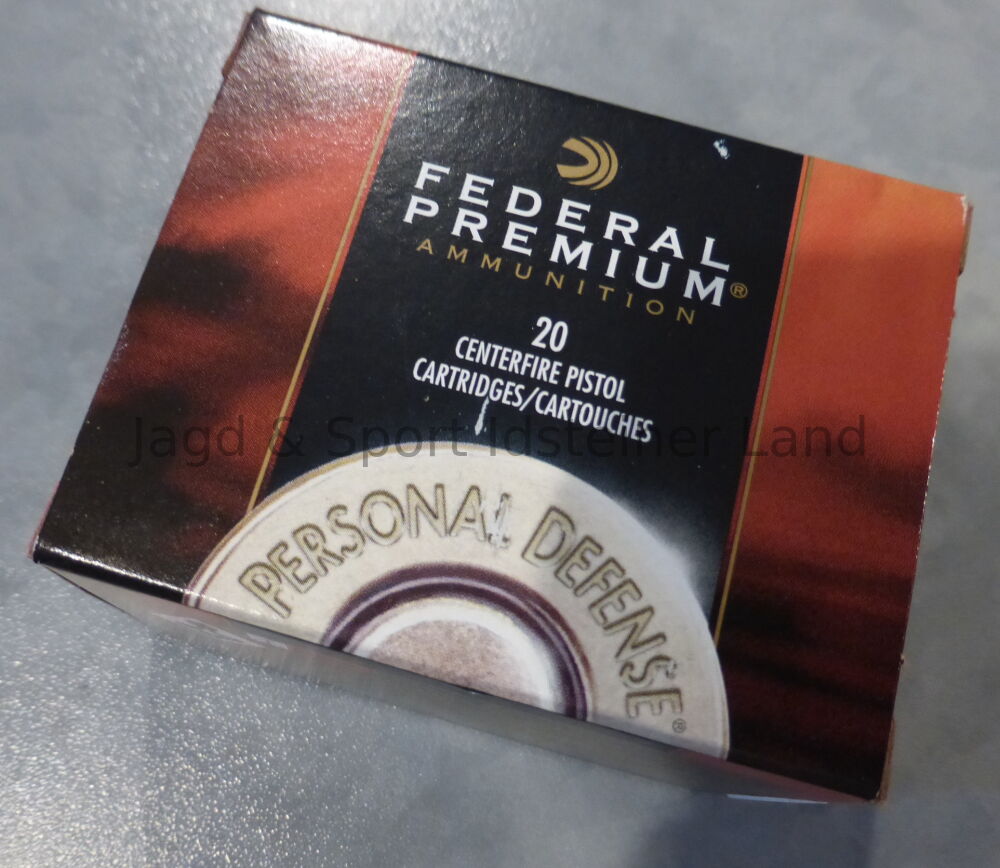 FEDERAL
PREMIUM®
AMMUNITION
20
CENTERFIRE PISTOL
CARTRIDGES/CARTOUCHES
Jagd & Sport Idsteiner Land
PERSONAL DEFENSE®